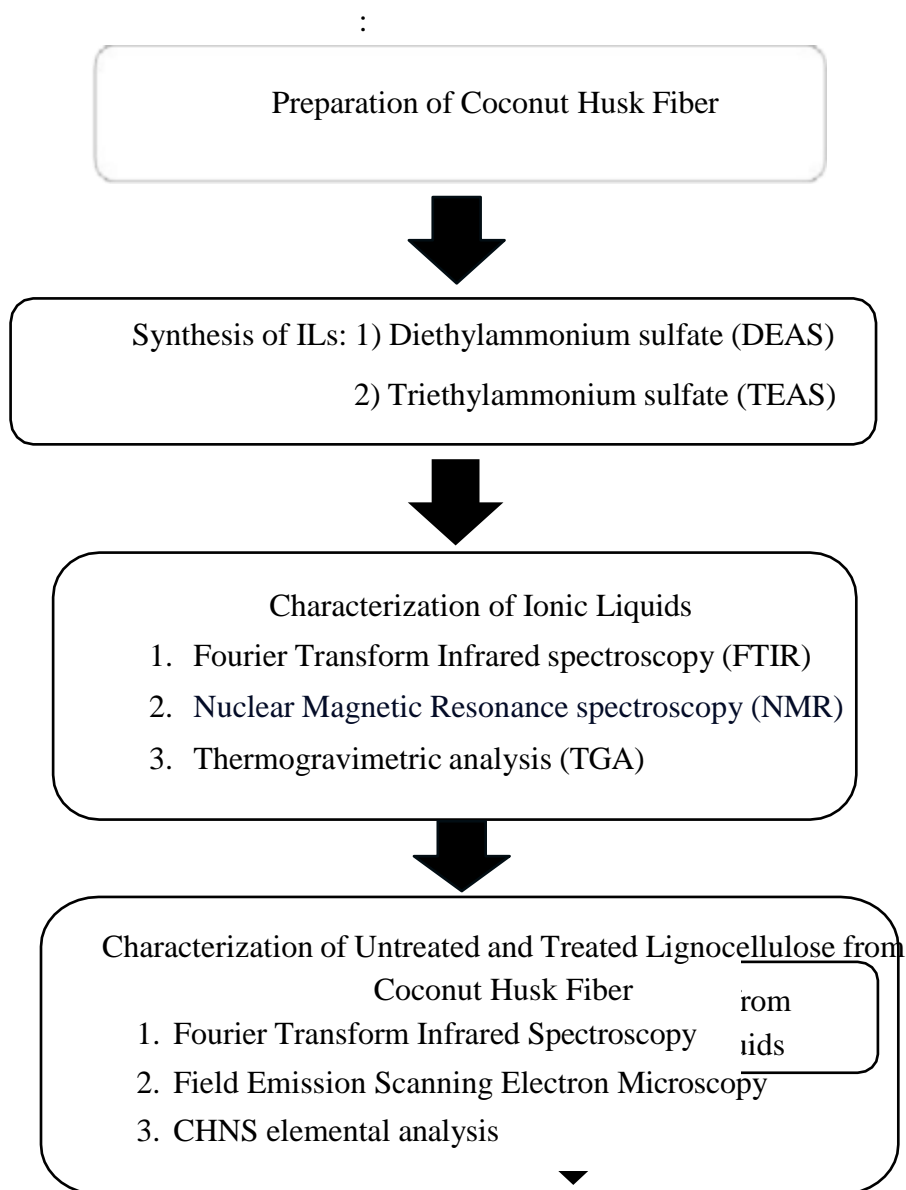 :
Preparation of Coconut Husk Fiber
Synthesis of ILs: 1) Diethylammonium sulfate (DEAS)
2) Triethylammonium sulfate (TEAS)
Characterization of Ionic Liquids
1. Fourier Transform Infrared spectroscopy (FTIR)
2. Nuclear Magnetic Resonance spectroscopy (NMR)
3. Thermogravimetric analysis (TGA)
Characterization of Untreated and Treated Lignocellulose from
Coconut Husk Fiber
rom
1. Fourier Transform Infrared Spectroscopy
uids
2. Field Emission Scanning Electron Microscopy
3. CHNS elemental analysis